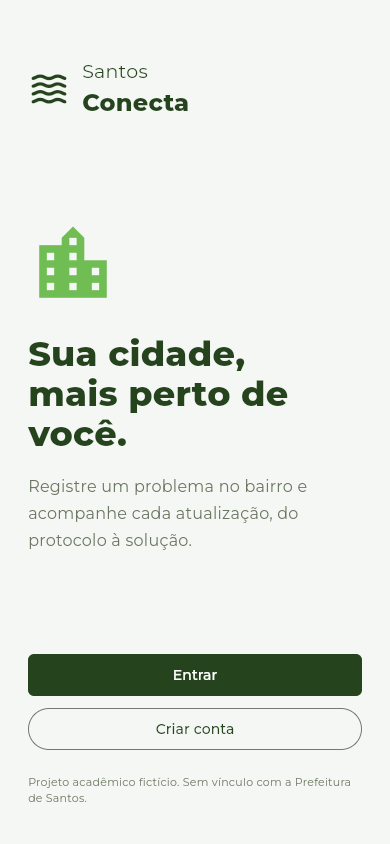 Santos
Conecta
Sua cidade,
mais perto de
você.
Registre um problema no bairro e
acompanhe cada atualização, do
protocolo à solução.
Entrar
Criar conta
Projeto acadêmico fictício. Sem vínculo com a Prefeitura
de Santos.